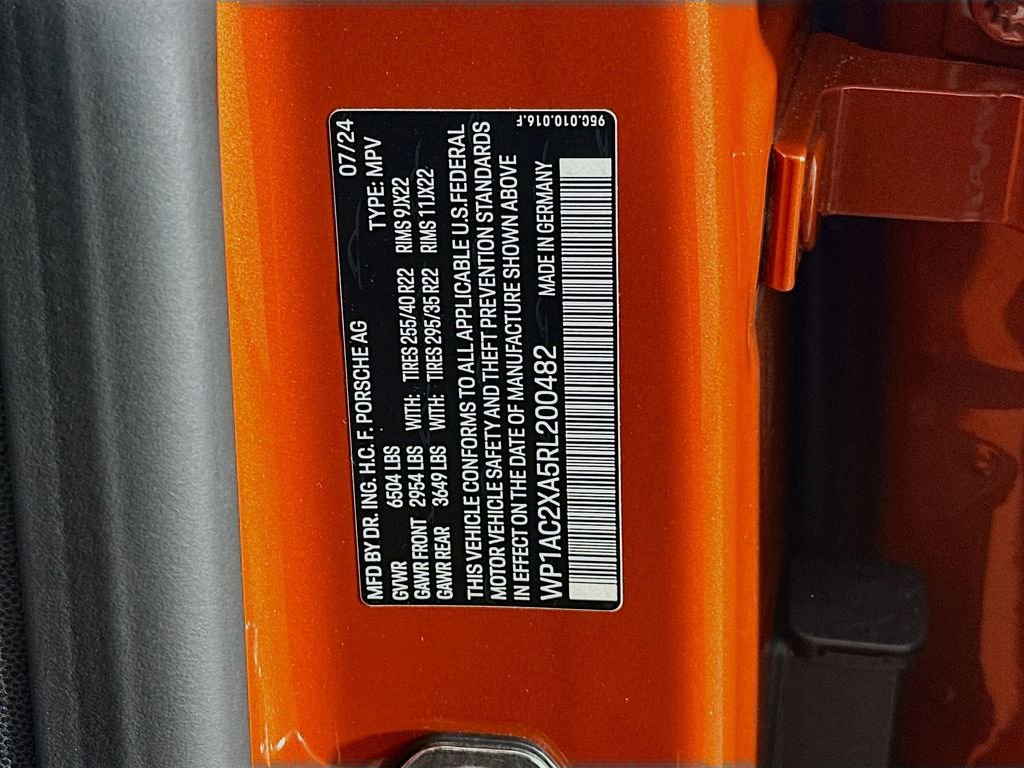 MFD BY DR. ING. H.C. F. PORSCHE AG 07/24
GVWR 6504 LBS TYPE: MPV
GAWR FRONT 2954 LBS WITH: TIRES 255/40 R22 RIMS 9JX22
GAWR REAR 3649 LBS WITH: TIRES 295/35 R22 RIMS 11JX22
THIS VEHICLE CONFORMS TO ALL APPLICABLE U.S.FEDERAL
MOTOR VEHICLE SAFETY AND THEFT PREVENTION STANDARDS
IN EFFECT ON THE DATE OF MANUFACTURE SHOWN ABOVE
WP1AC2XA5RL200482 MADE IN GERMANY
95C.010.016.F